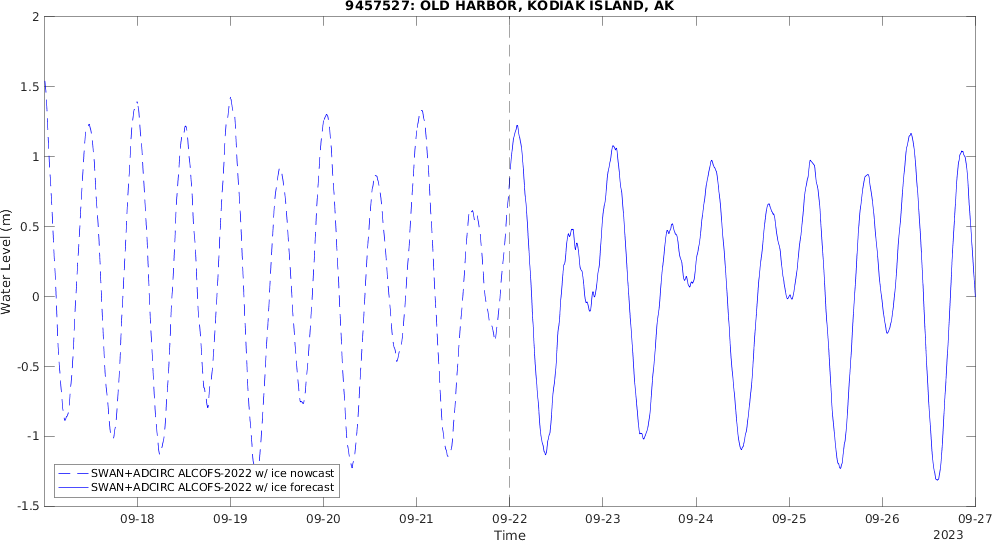 9457527: OLD HARBOR, KODIAK ISLAND, AK
2
1.5
1
0.5
0
-0.5
-1
-1.5
Water Level (m)
SWAN+ADCIRC ALCOFS-2022 w/ ice nowcast
SWAN+ADCIRC ALCOFS-2022 w/ ice forecast
09-18 09-19 09-20 09-21 09-22 09-23 09-24 09-25 09-26 09-27
Time
2023